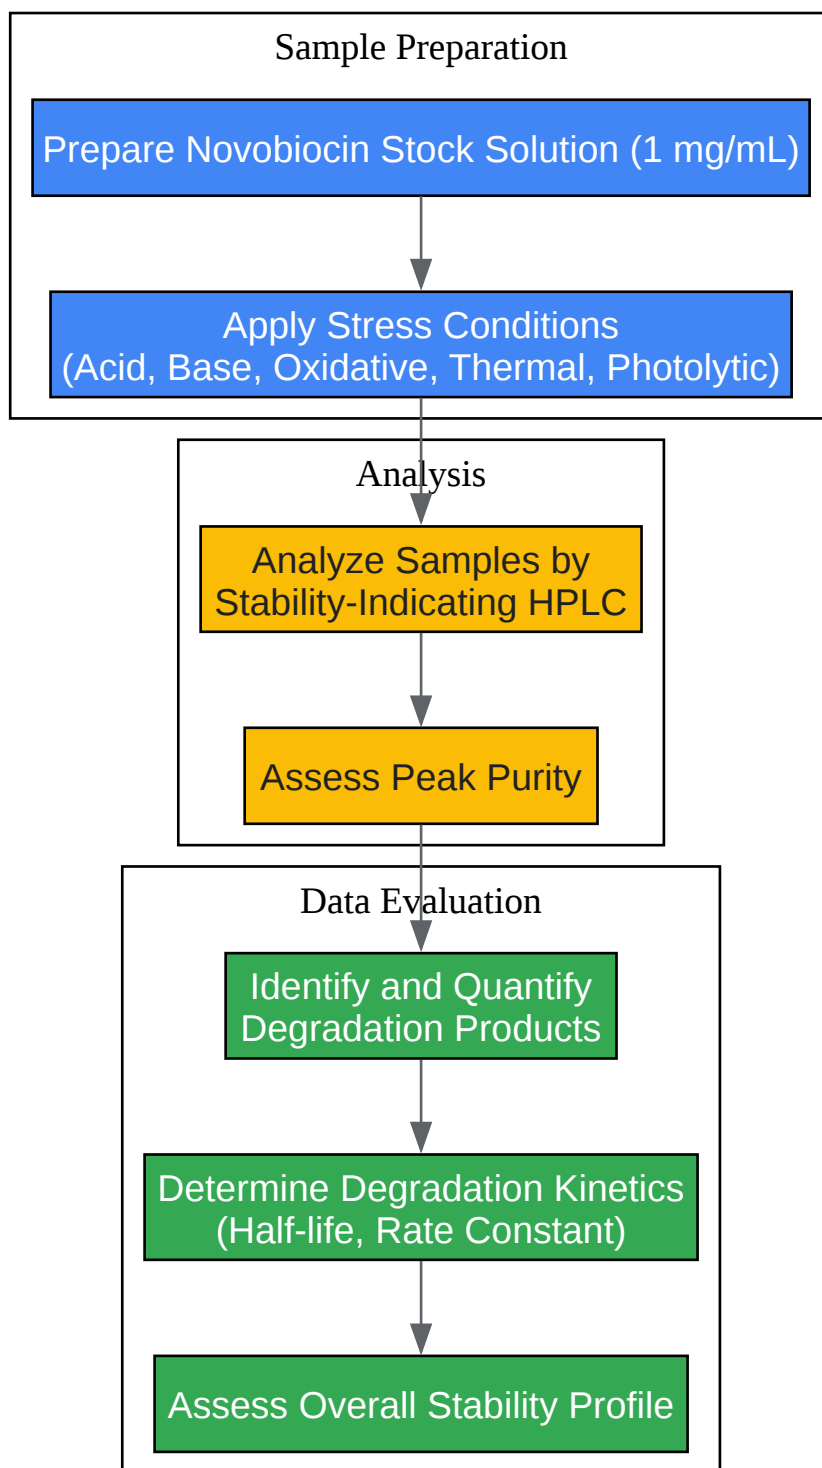 Sample Preparation
Prepare Novobiocin Stock Solution (1 mg/mL)
Apply Stress Conditions
(Acid, Base, Oxidative, Thermal, Photolytic)
Analysis
Analyze Samples by
Stability-Indicating HPLC
Assess Peak Purity
Data Evaluation
Identify and Quantify
Degradation Products
Determine Degradation Kinetics
(Half-life, Rate Constant)
Assess Overall Stability Profile